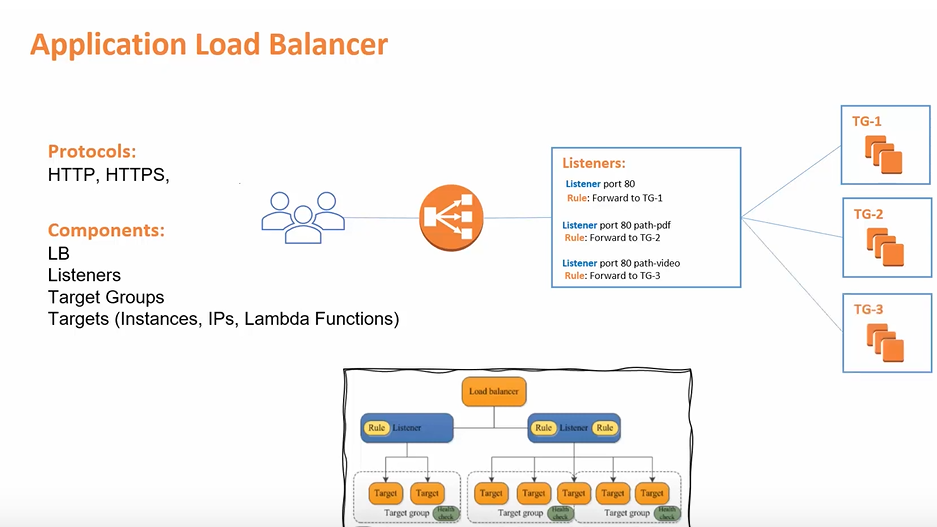 Application Load Balancer
Protocols:
HTTP, HTTPS,
Components:
LB
Listeners
Target Groups
Targets (Instances, IPs, Lambda Functions)
Listeners:
Listener port 80
Rule: Forward to TG-1
Listener port 80 path-pdf
Rule: Forward to TG-2
Listener port 80 path-video
Rule: Forward to TG-3
TG-1
TG-2
TG-3
Load balancer
Rule Listener
Rule Listener Rule
Target Target
Target Target Target Target Target
Target group Health check
Target group Health check
Target group Health check